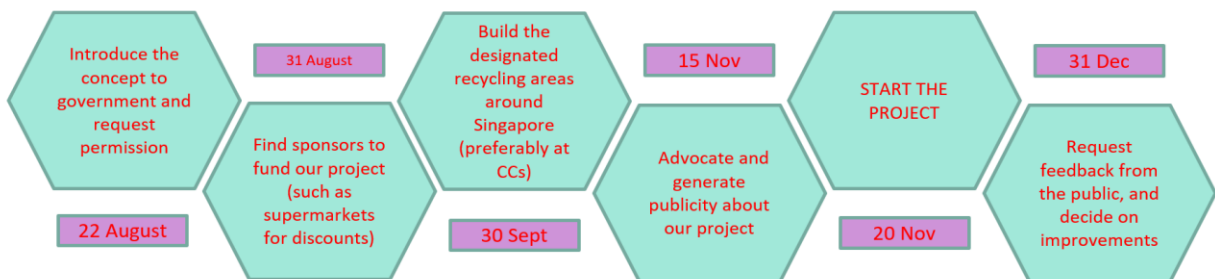 Introduce the
concept to
government and
request
permission
22 August
31 August
Find sponsors to
fund our project
(such as
supermarkets
for discounts)
Build the
designated
recycling areas
around
Singapore
(preferably at
CCs)
30 Sept
15 Nov
Advocate and
generate
publicity about
our project
START THE
PROJECT
20 Nov
31 Dec
Request
feedback from
the public, and
decide on
improvements